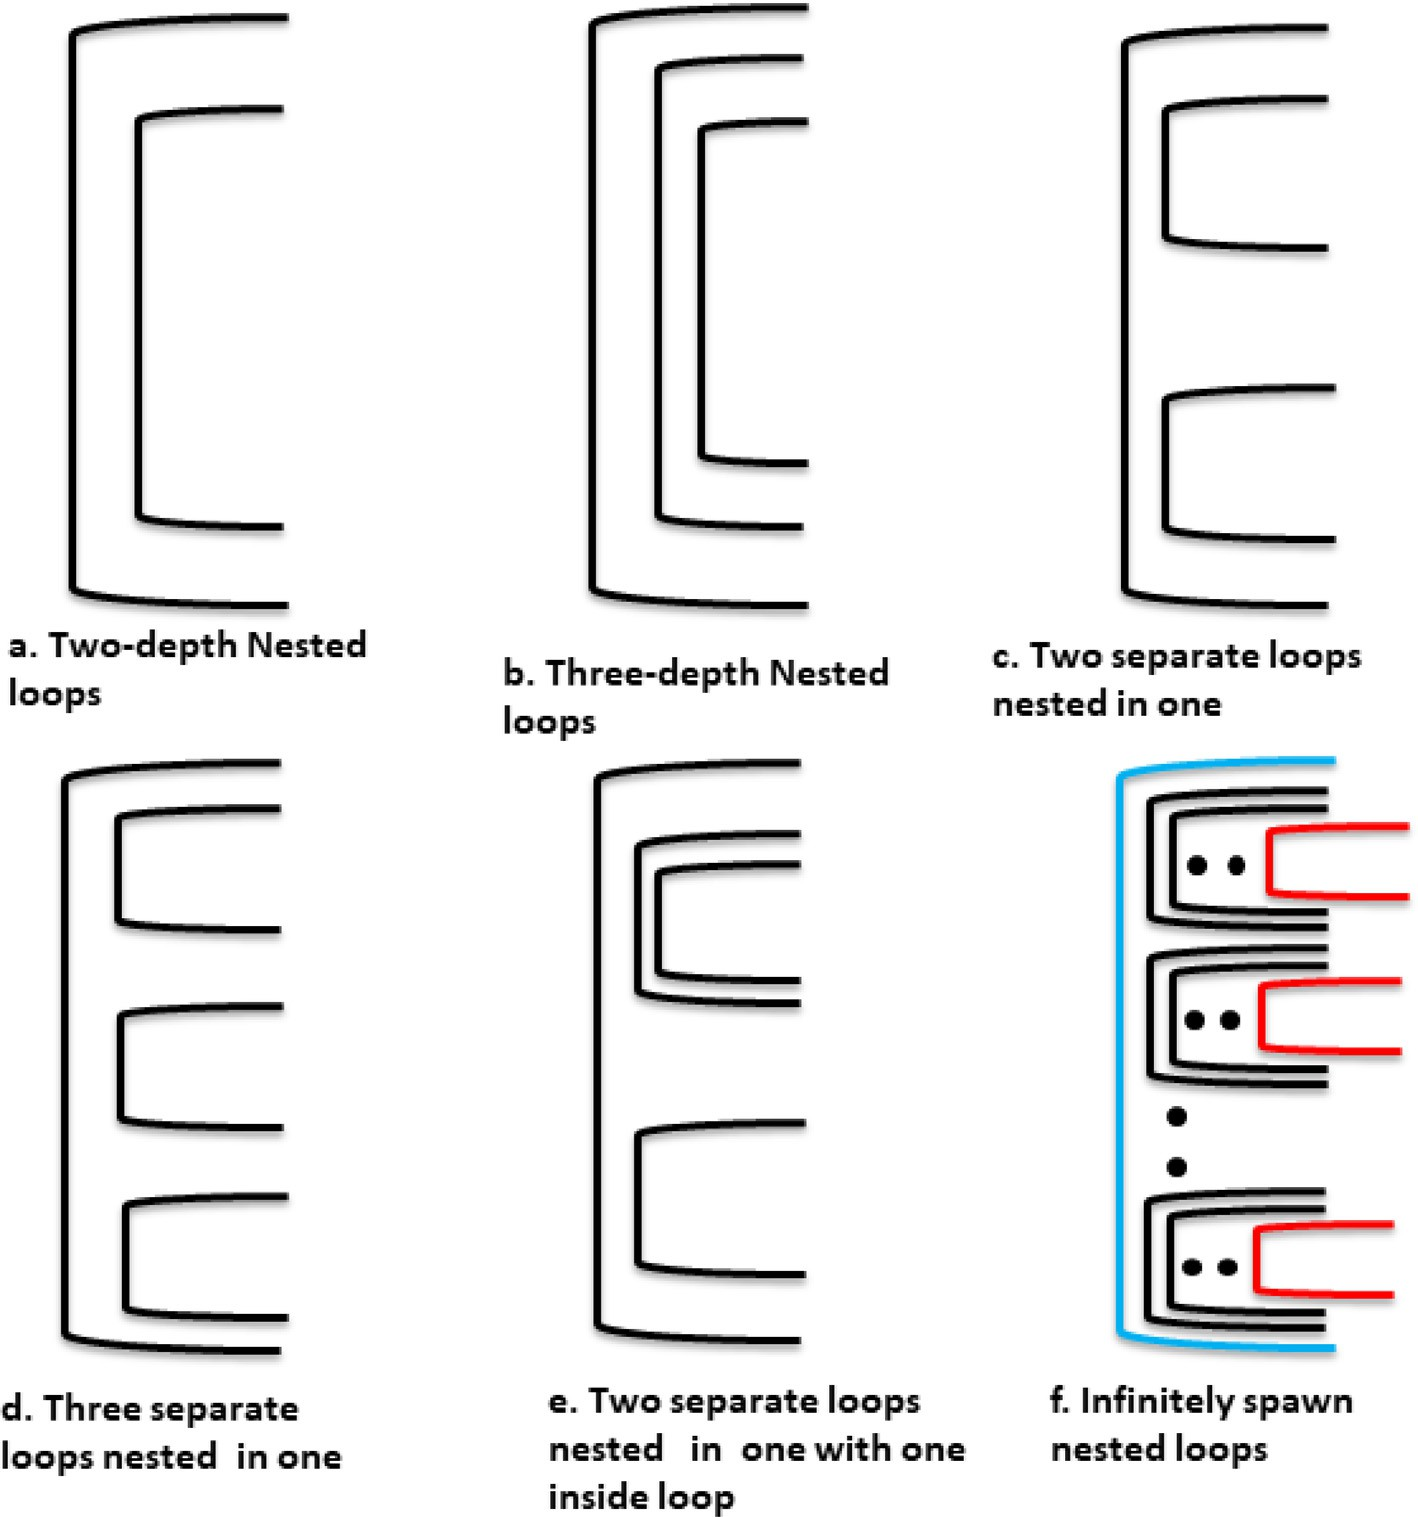 a. Two-depth Nested
loops
b. Three-depth Nested
loops
c. Two separate loops
nested in one
d. Three separate
loops nested in one
e. Two separate loops
nested in one with one
inside loop
f. Infinitely spawn
nested loops